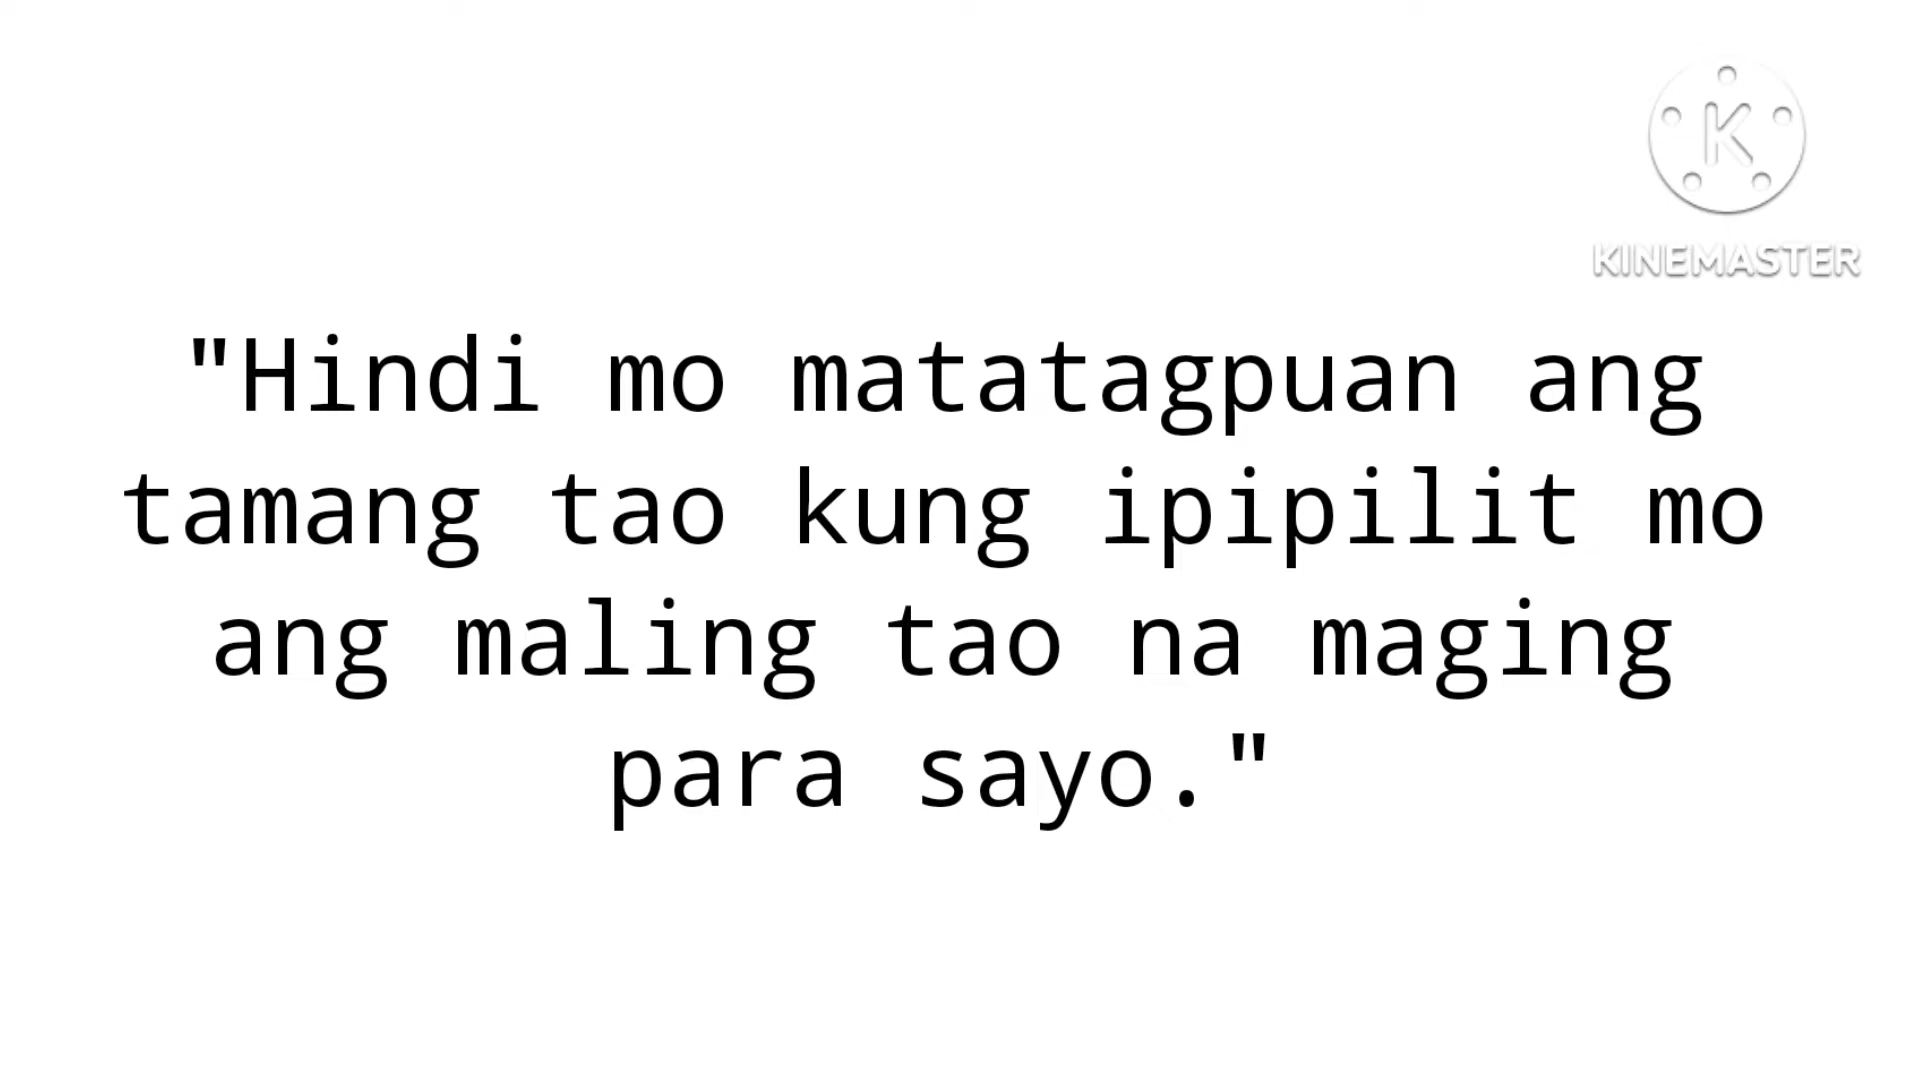 KINEMASTER
"Hindi mo matatagpuan ang
tamang tao kung ipipilit mo
ang maling tao na maging
para sayo."